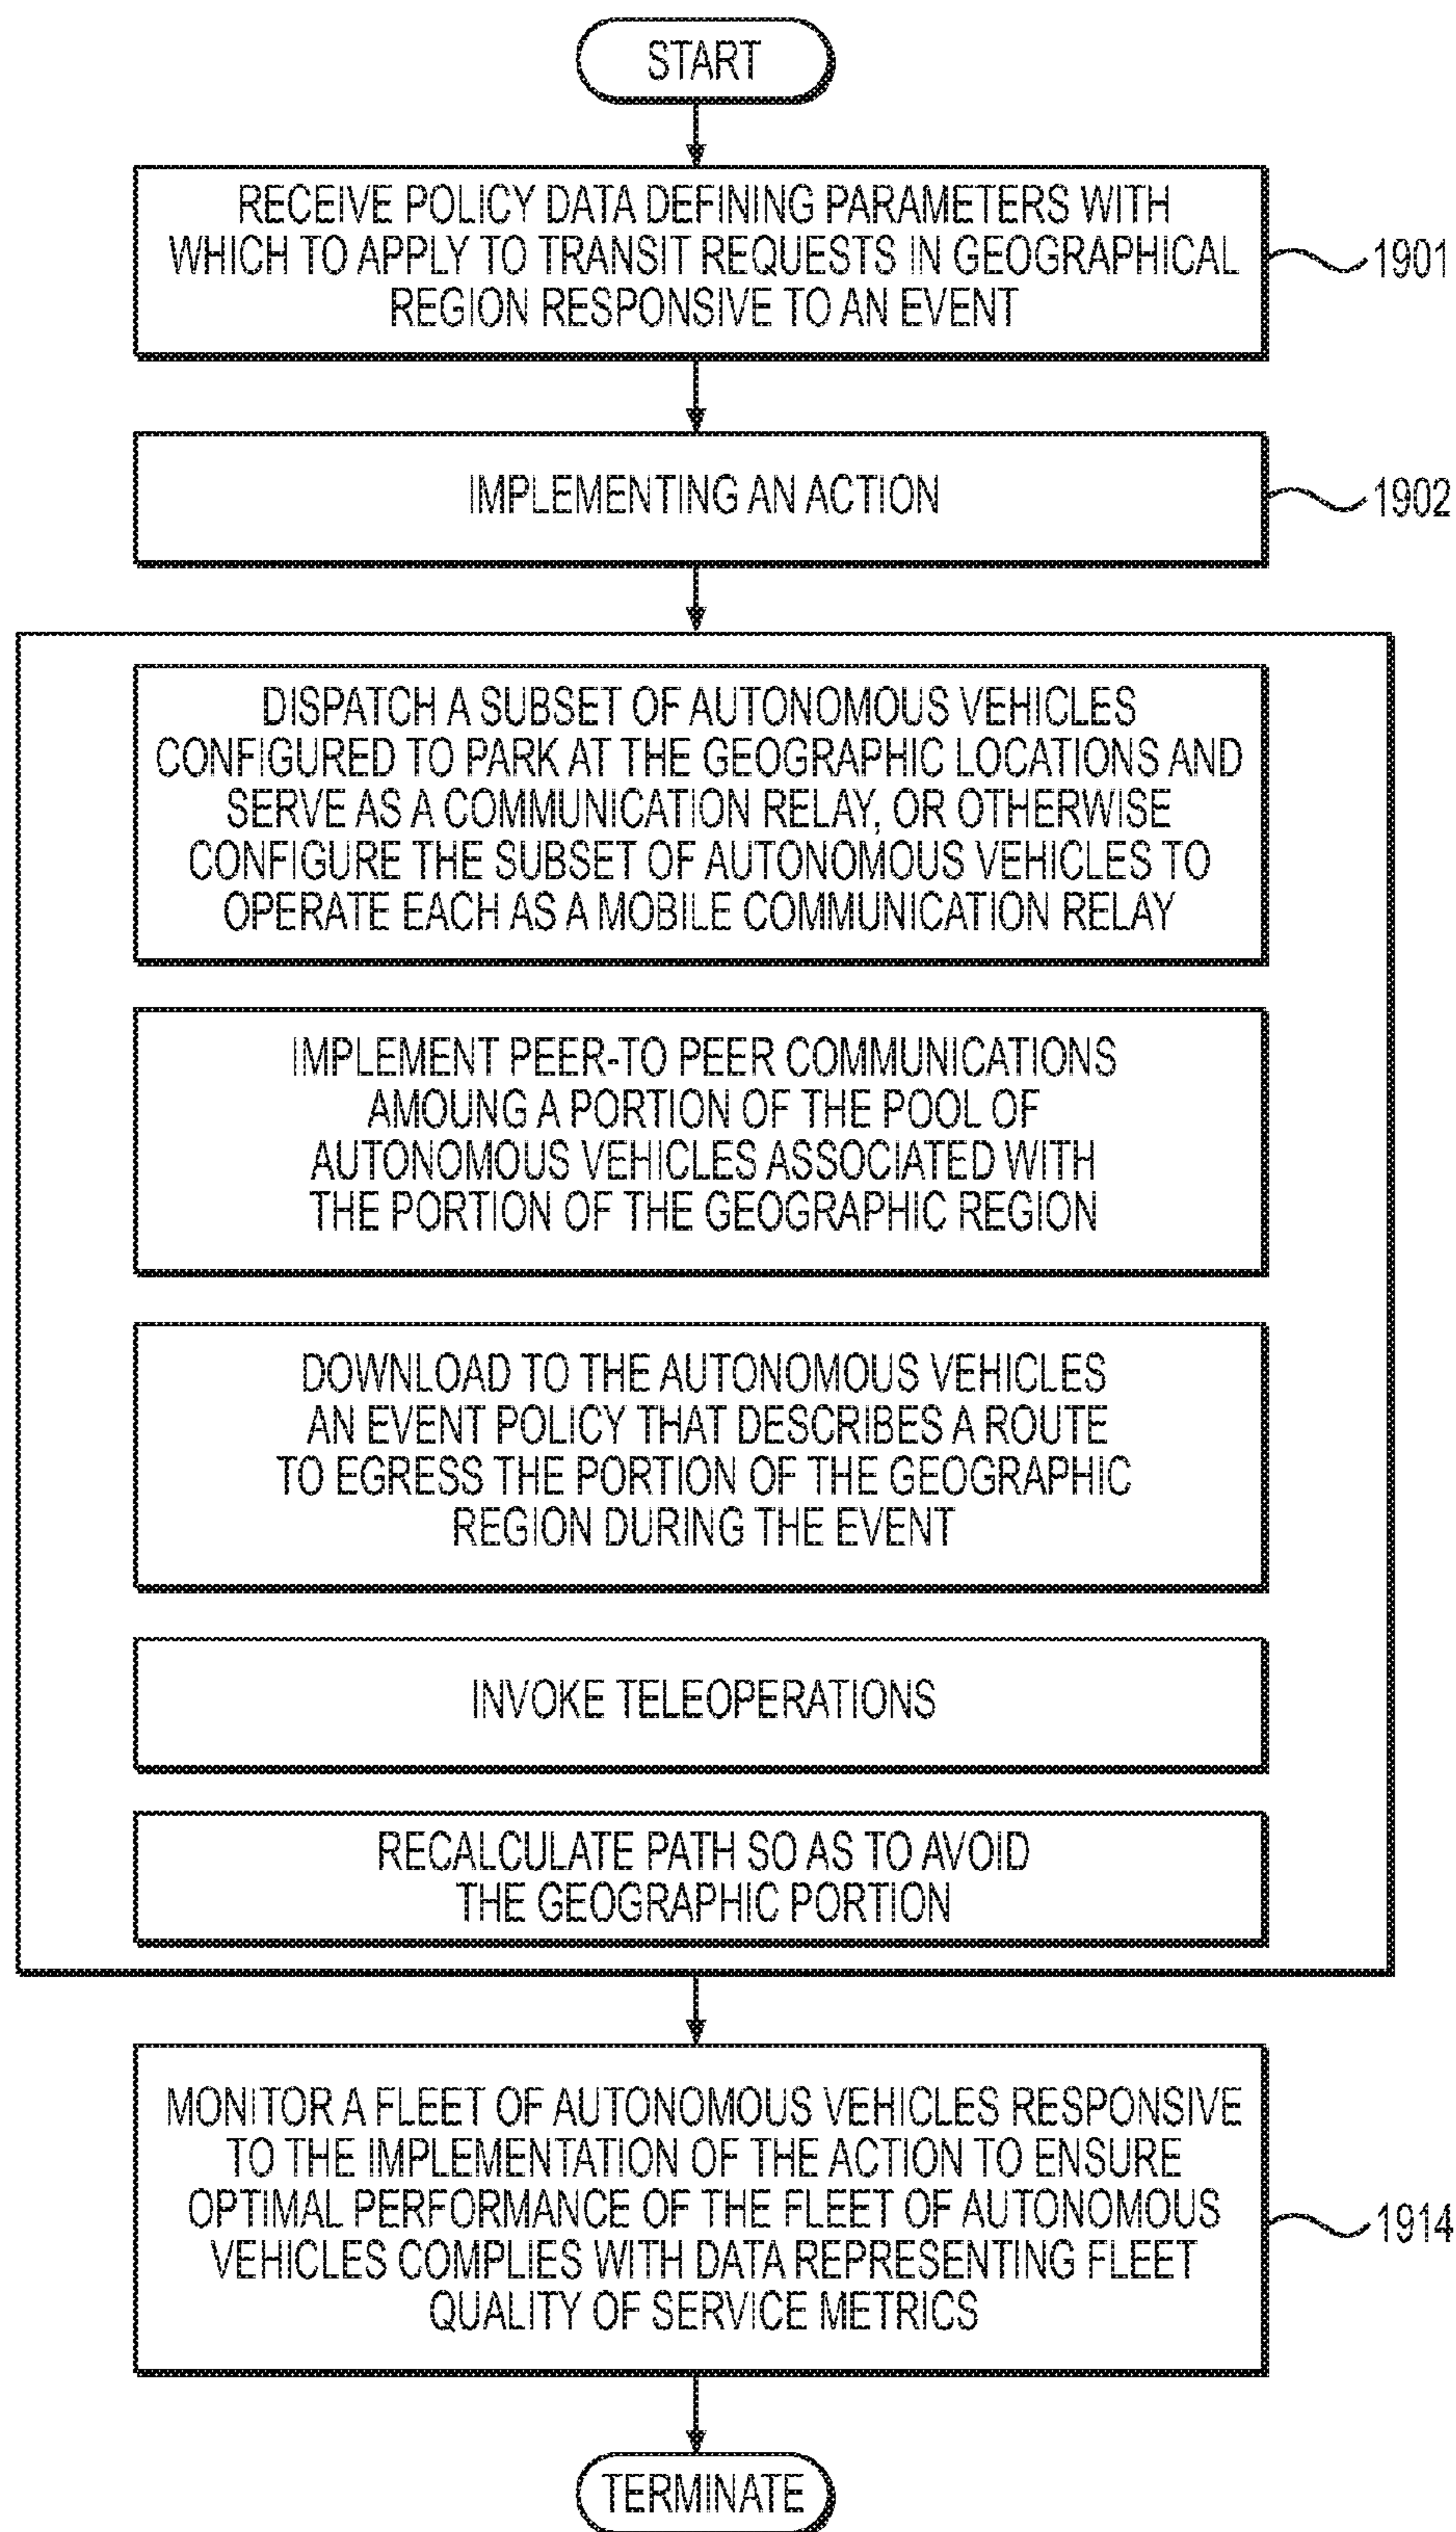 START
RECEIVE POLICY DATA DEFINING PARAMETERS WITH
WHICH TO APPLY TO TRANSIT REQUESTS IN GEOGRAPHICAL
REGION RESPONSIVE TO AN EVENT
1901
IMPLEMENTING AN ACTION
1902
DISPATCH A SUBSET OF AUTONOMOUS VEHICLES
CONFIGURED TO PARK AT THE GEOGRAPHIC LOCATIONS AND
SERVE AS A COMMUNICATION RELAY, OR OTHERWISE
CONFIGURE THE SUBSET OF AUTONOMOUS VEHICLES TO
OPERATE EACH AS A MOBILE COMMUNICATION RELAY
IMPLEMENT PEER-TO PEER COMMUNICATIONS
AMOUNG A PORTION OF THE POOL OF
AUTONOMOUS VEHICLES ASSOCIATED WITH
THE PORTION OF THE GEOGRAPHIC REGION
DOWNLOAD TO THE AUTONOMOUS VEHICLES
AN EVENT POLICY THAT DESCRIBES A ROUTE
TO EGRESS THE PORTION OF THE GEOGRAPHIC
REGION DURING THE EVENT
INVOKE TELEOPERATIONS
RECALCULATE PATH SO AS TO AVOID
THE GEOGRAPHIC PORTION
MONITOR A FLEET OF AUTONOMOUS VEHICLES RESPONSIVE
TO THE IMPLEMENTATION OF THE ACTION TO ENSURE
OPTIMAL PERFORMANCE OF THE FLEET OF AUTONOMOUS
VEHICLES COMPLIES WITH DATA REPRESENTING FLEET
QUALITY OF SERVICE METRICS
1914
TERMINATE